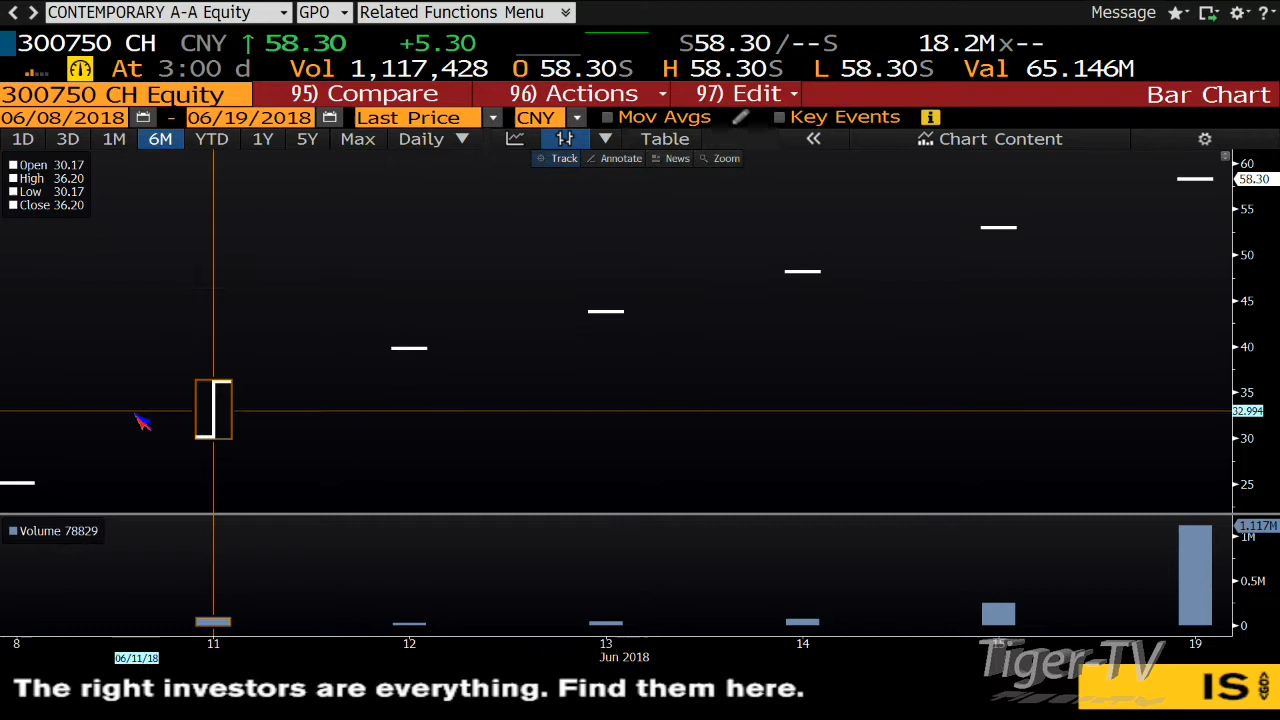 CONTEMPORARY A-A Equity GPO Related Functions Menu Message ?
300750 CH CNY ↑ 58.30 +5.30 S58.30 /--S 18.2Mx--
At 3:00 d Vol 1,117,428 O 58.30S H 58.30S L 58.30S Val 65.146M
300750 CH Equity 95) Compare 96) Actions 97) Edit Bar Chart
06/08/2018 - 06/19/2018 Last Price CNY Mov Avgs Key Events i
1D 3D 1M 6M YTD 1Y 5Y Max Daily Table « Chart Content
Track Annotate News Zoom
Open 30.17
High 36.20
Low 30.17
Close 36.20
60
58.30
55
50
45
40
35
32.994
30
25
Volume 78829
1.117M
1M
0.5M
0
8 11 12 13 14 15 19
06/11/18 Jun 2018
Tiger-TV
The right investors are everything. Find them here.
IS